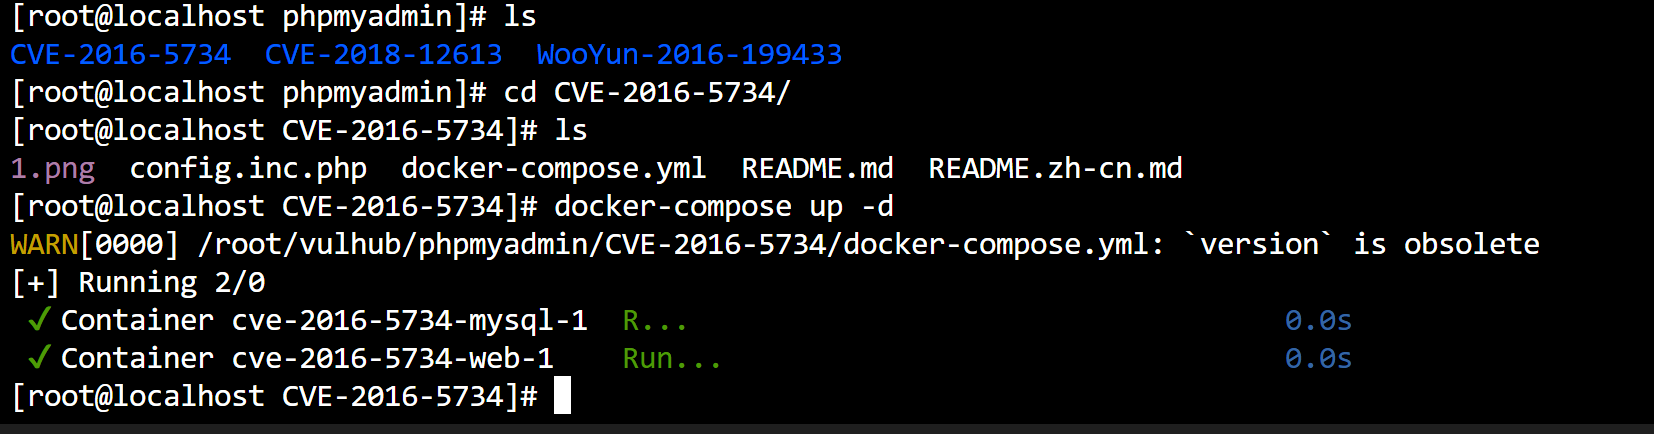 [root@localhost phpmyadmin]# ls
CVE-2016-5734  CVE-2018-12613  WooYun-2016-199433
[root@localhost phpmyadmin]# cd CVE-2016-5734/
[root@localhost CVE-2016-5734]# ls
1.png  config.inc.php  docker-compose.yml  README.md  README.zh-cn.md
[root@localhost CVE-2016-5734]# docker-compose up -d
WARN[0000] /root/vulhub/phpmyadmin/CVE-2016-5734/docker-compose.yml: `version` is obsolete
[+] Running 2/0
 ✔ Container cve-2016-5734-mysql-1  R...                                   0.0s
 ✔ Container cve-2016-5734-web-1    Run...                                 0.0s
[root@localhost CVE-2016-5734]#